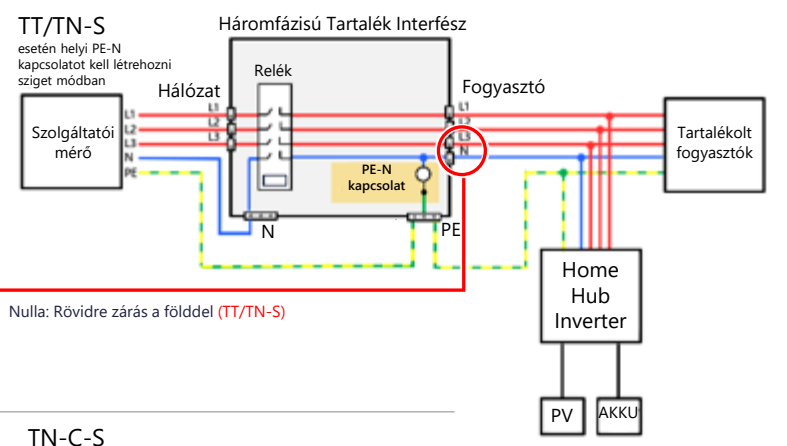 TT/TN-S
esetén helyi PE-N
kapcsolatot kell létrehozni
sziget módban
Háromfázisú Tartalék Interfész
Hálózat
Relék
Fogyasztó
Szolgáltatói
mérő
L1
L2
L3
N
PE
L1
L2
L3
L1
L2
L3
N
PE-N
kapcsolat
Tartalékolt
fogyasztók
N
PE
Home
Hub
Inverter
Nulla: Rövidre zárás a földdel (TT/TN-S)
PV
AKKU
TN-C-S